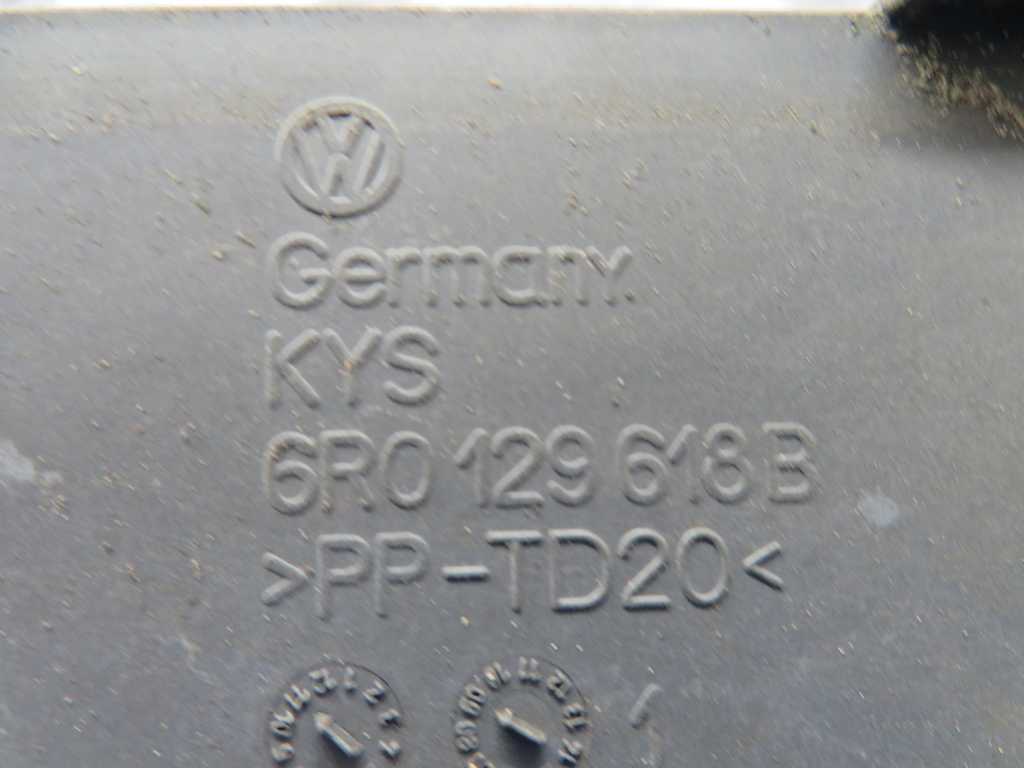 VW
Germany
KYS
6R0 129 618 B
>PP-TD20<